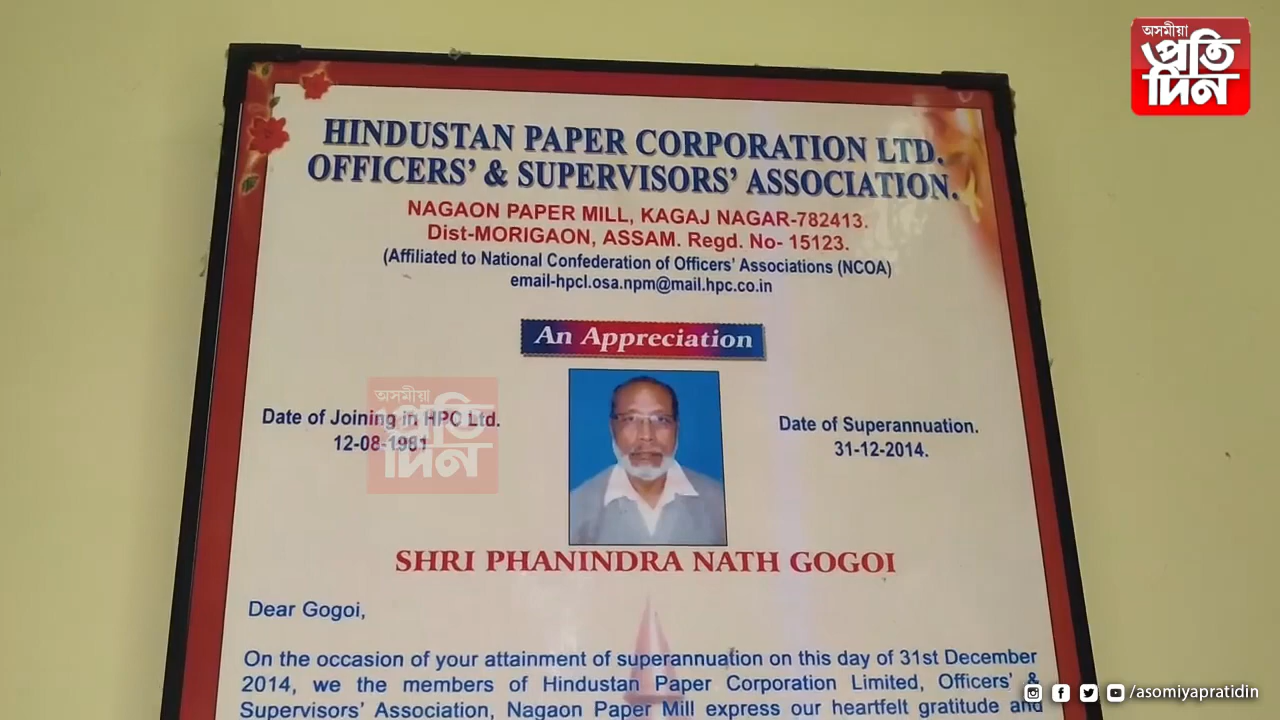 অসমীয়া
প্ৰতি
দিন
HINDUSTAN PAPER CORPORATION LTD.
OFFICERS' & SUPERVISORS' ASSOCIATION.
NAGAON PAPER MILL, KAGAJ NAGAR-782413.
Dist-MORIGAON, ASSAM. Regd. No- 15123.
(Affiliated to National Confederation of Officers' Associations (NCOA)
email-hpcl.osa.npm@mail.hpc.co.in
An Appreciation
Date of Joining in HPC Ltd.
12-08-1981
অসমীয়া
প্ৰতি
দিন
Date of Superannuation.
31-12-2014.
SHRI PHANINDRA NATH GOGOI
Dear Gogoi,
On the occasion of your attainment of superannuation on this day of 31st December
2014, we the members of Hindustan Paper Corporation Limited, Officers' &
Supervisors' Association, Nagaon Paper Mill express our heartfelt gratitude and
/asomiyapratidin